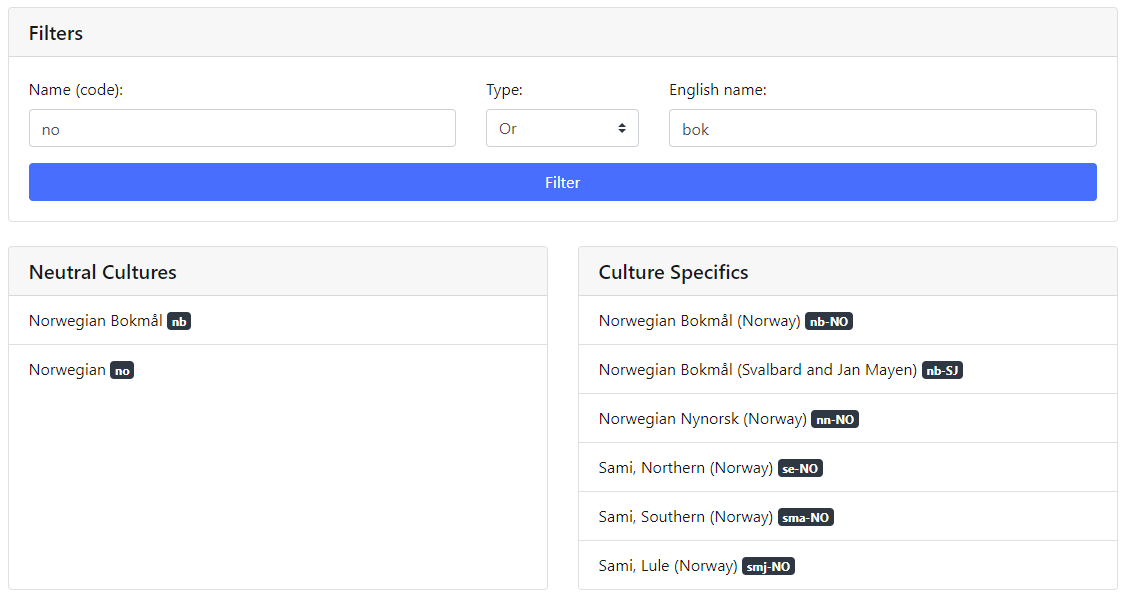 Filters
Name (code):
Type:
English name:
no
Or
bok
Filter
Neutral Cultures
Norwegian Bokmål nb
Norwegian no
Culture Specifics
Norwegian Bokmål (Norway) nb-NO
Norwegian Bokmål (Svalbard and Jan Mayen) nb-SJ
Norwegian Nynorsk (Norway) nn-NO
Sami, Northern (Norway) se-NO
Sami, Southern (Norway) sma-NO
Sami, Lule (Norway) smj-NO